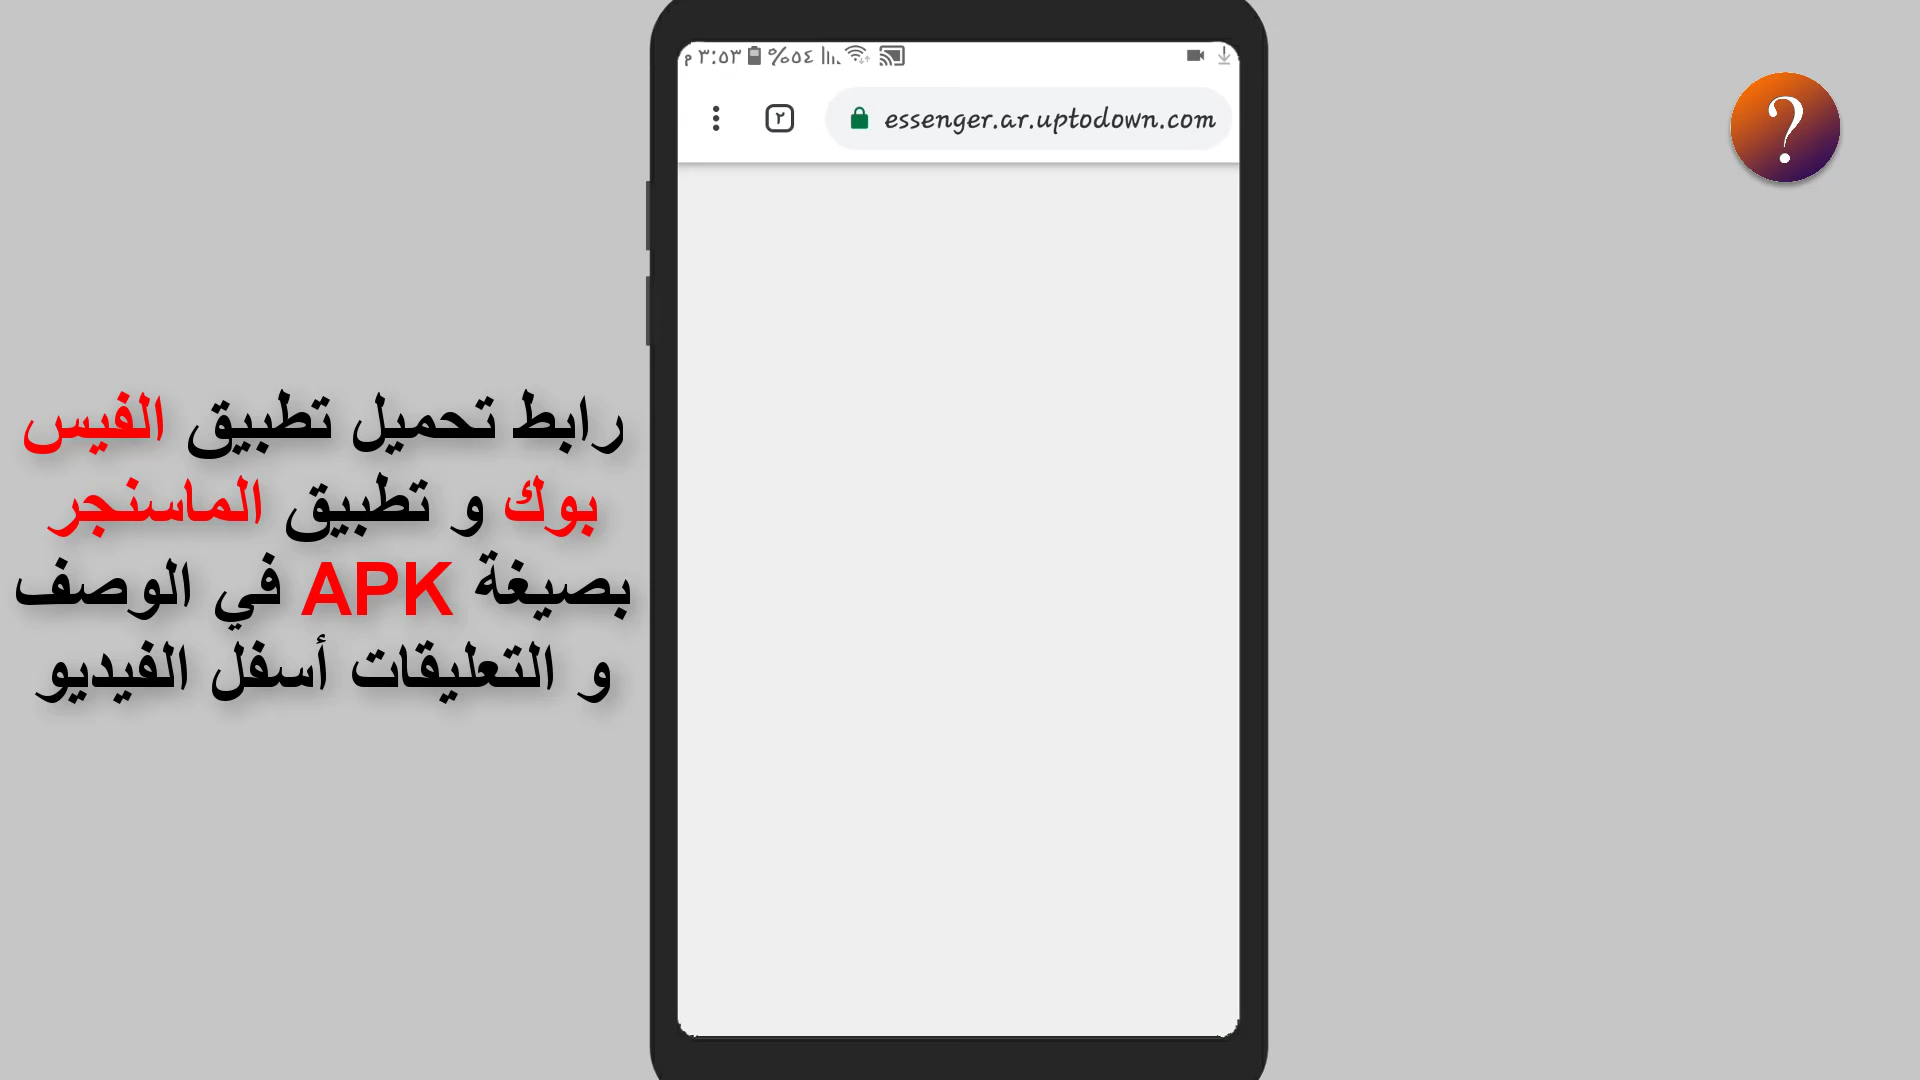 م ٣:٥٣ %٥٤
٢
essenger.ar.uptodown.com
?
رابط تحميل تطبيق الفيس
بوك و تطبيق الماسنجر
بصيغة APK في الوصف
و التعليقات أسفل الفيديو